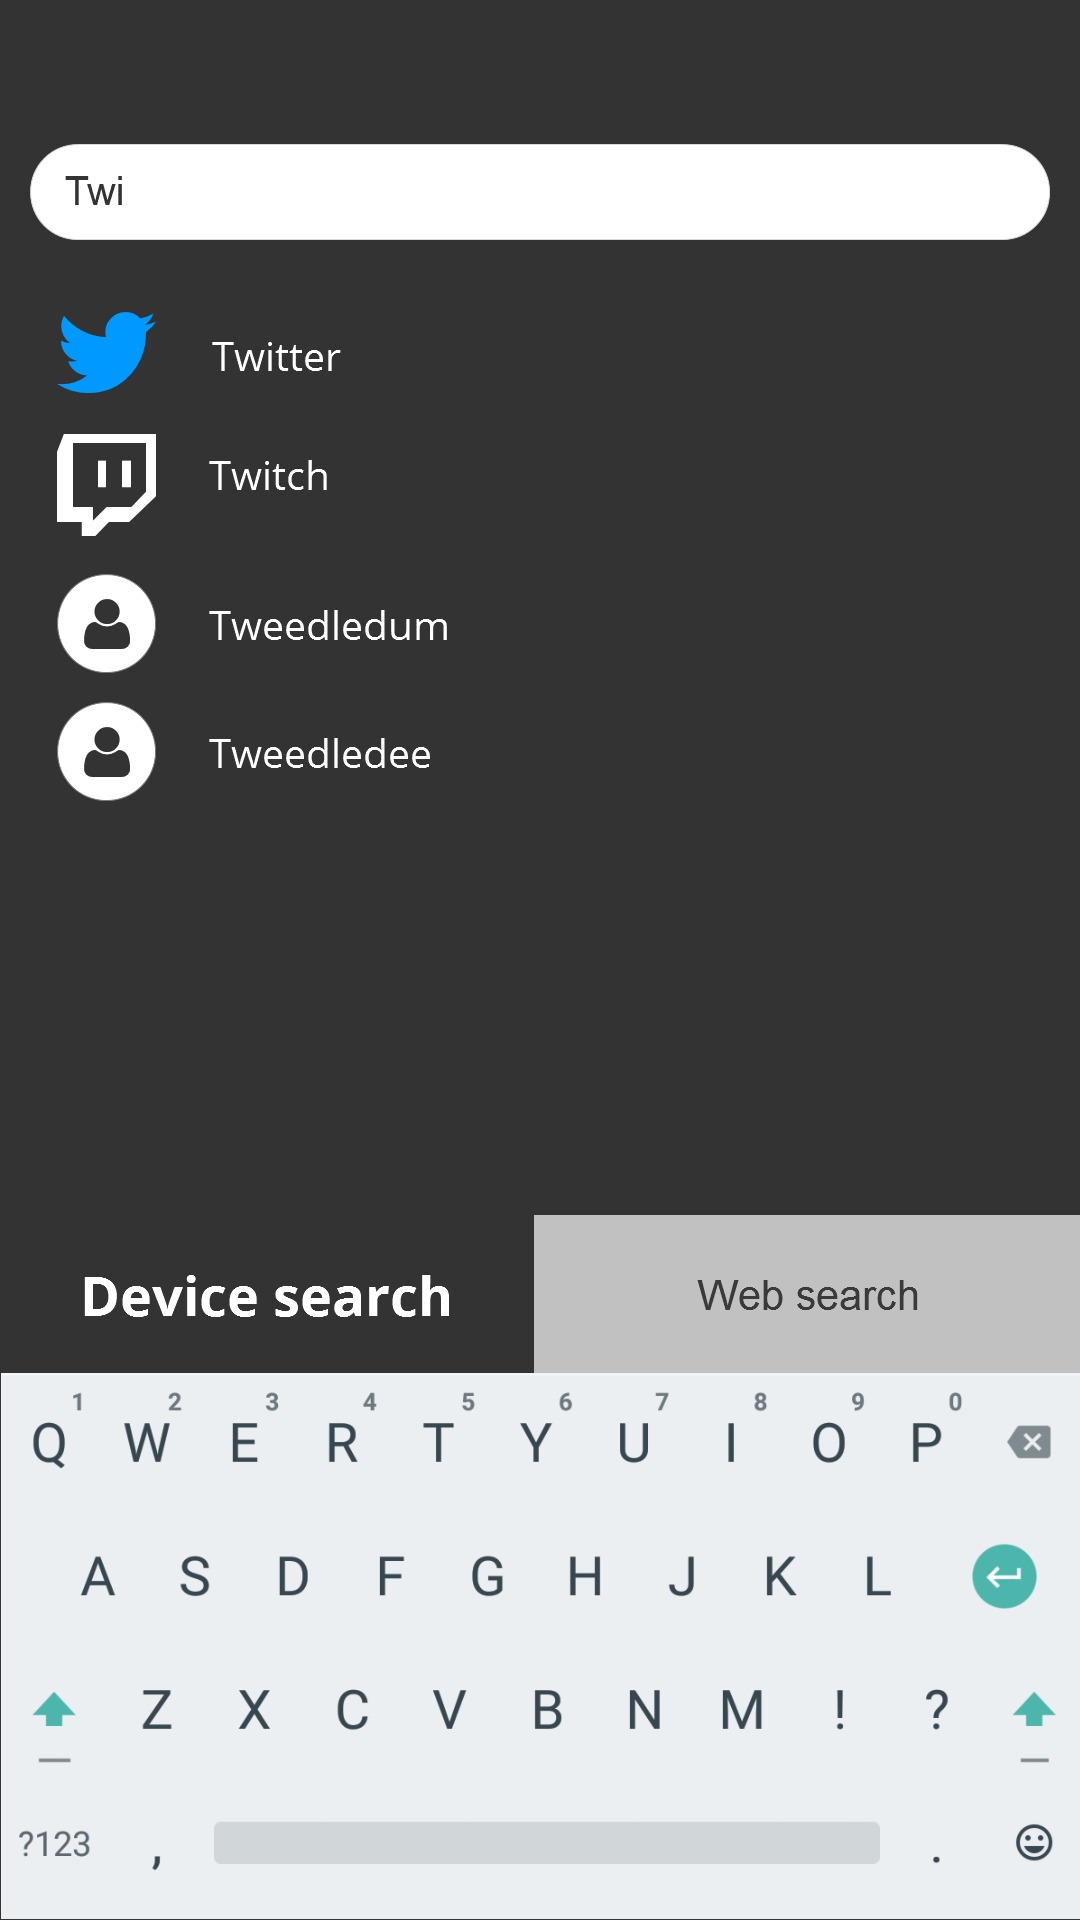 Twi
Twitter
Twitch
Tweedledum
Tweedledee
Device search Web search
1 2 3 4 5 6 7 8 9 0
Q W E R T Y U I O P
A S D F G H J K L
Z X C V B N M ! ?
?123 , .